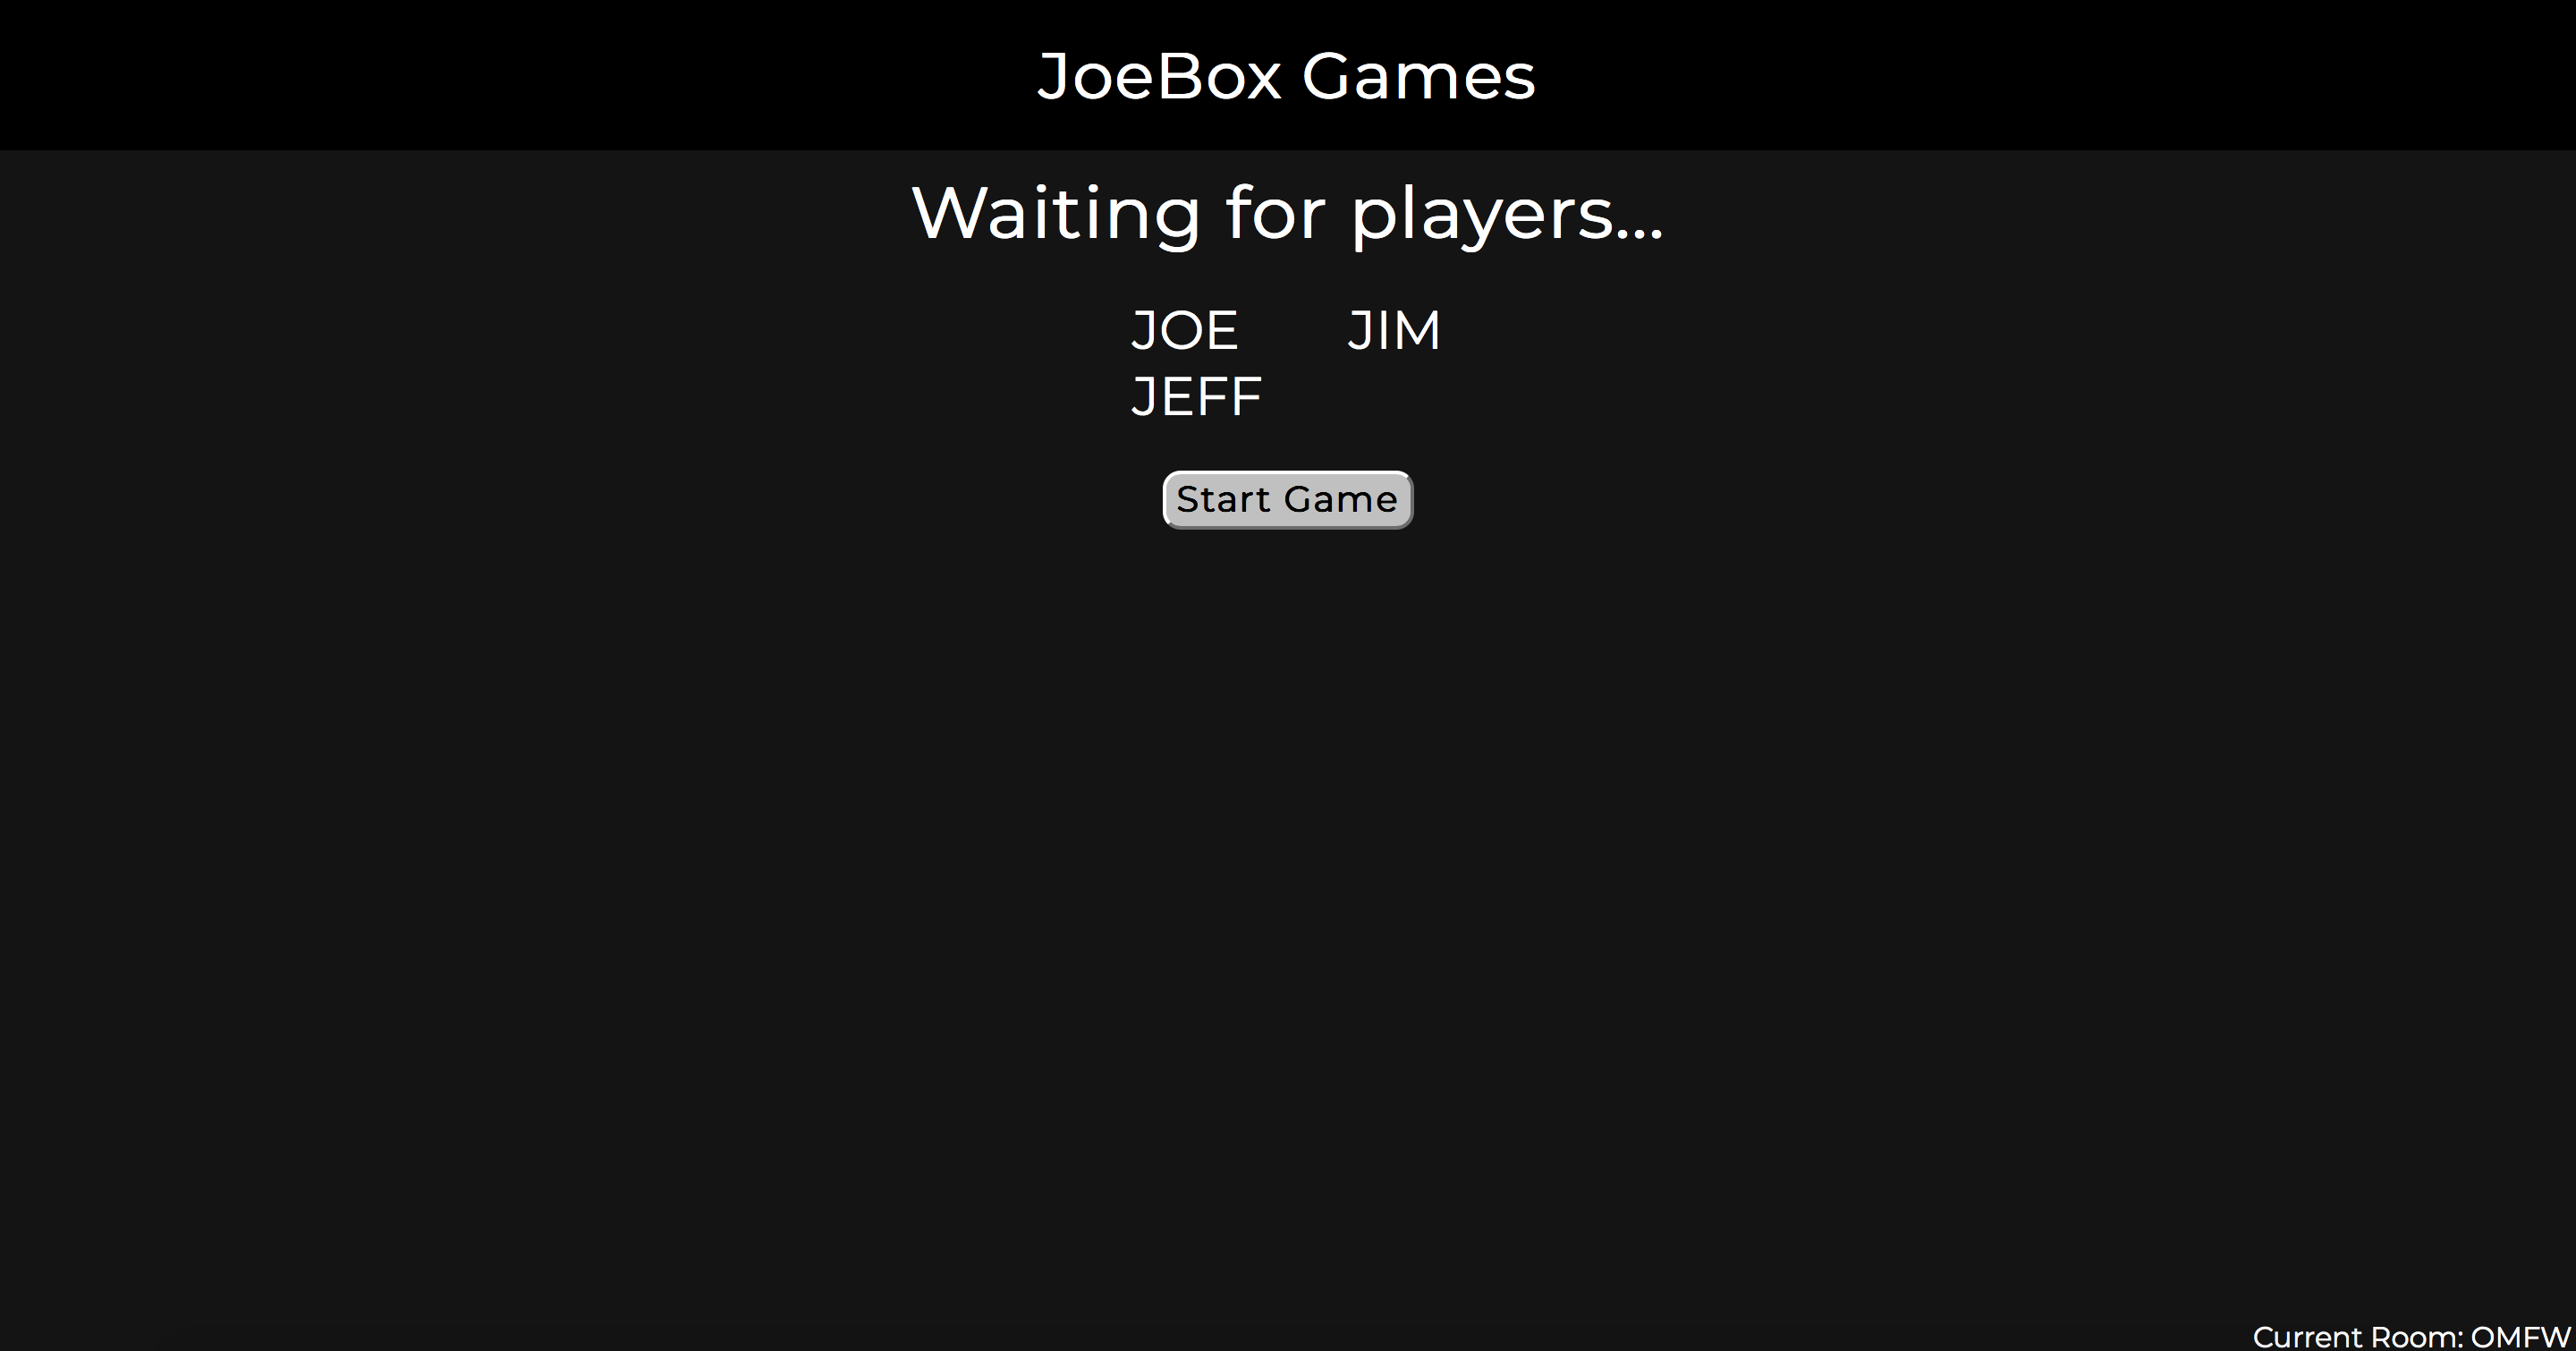 JoeBox Games
Waiting for players...
JOE JIM
JEFF
Start Game
Current Room: OMFW